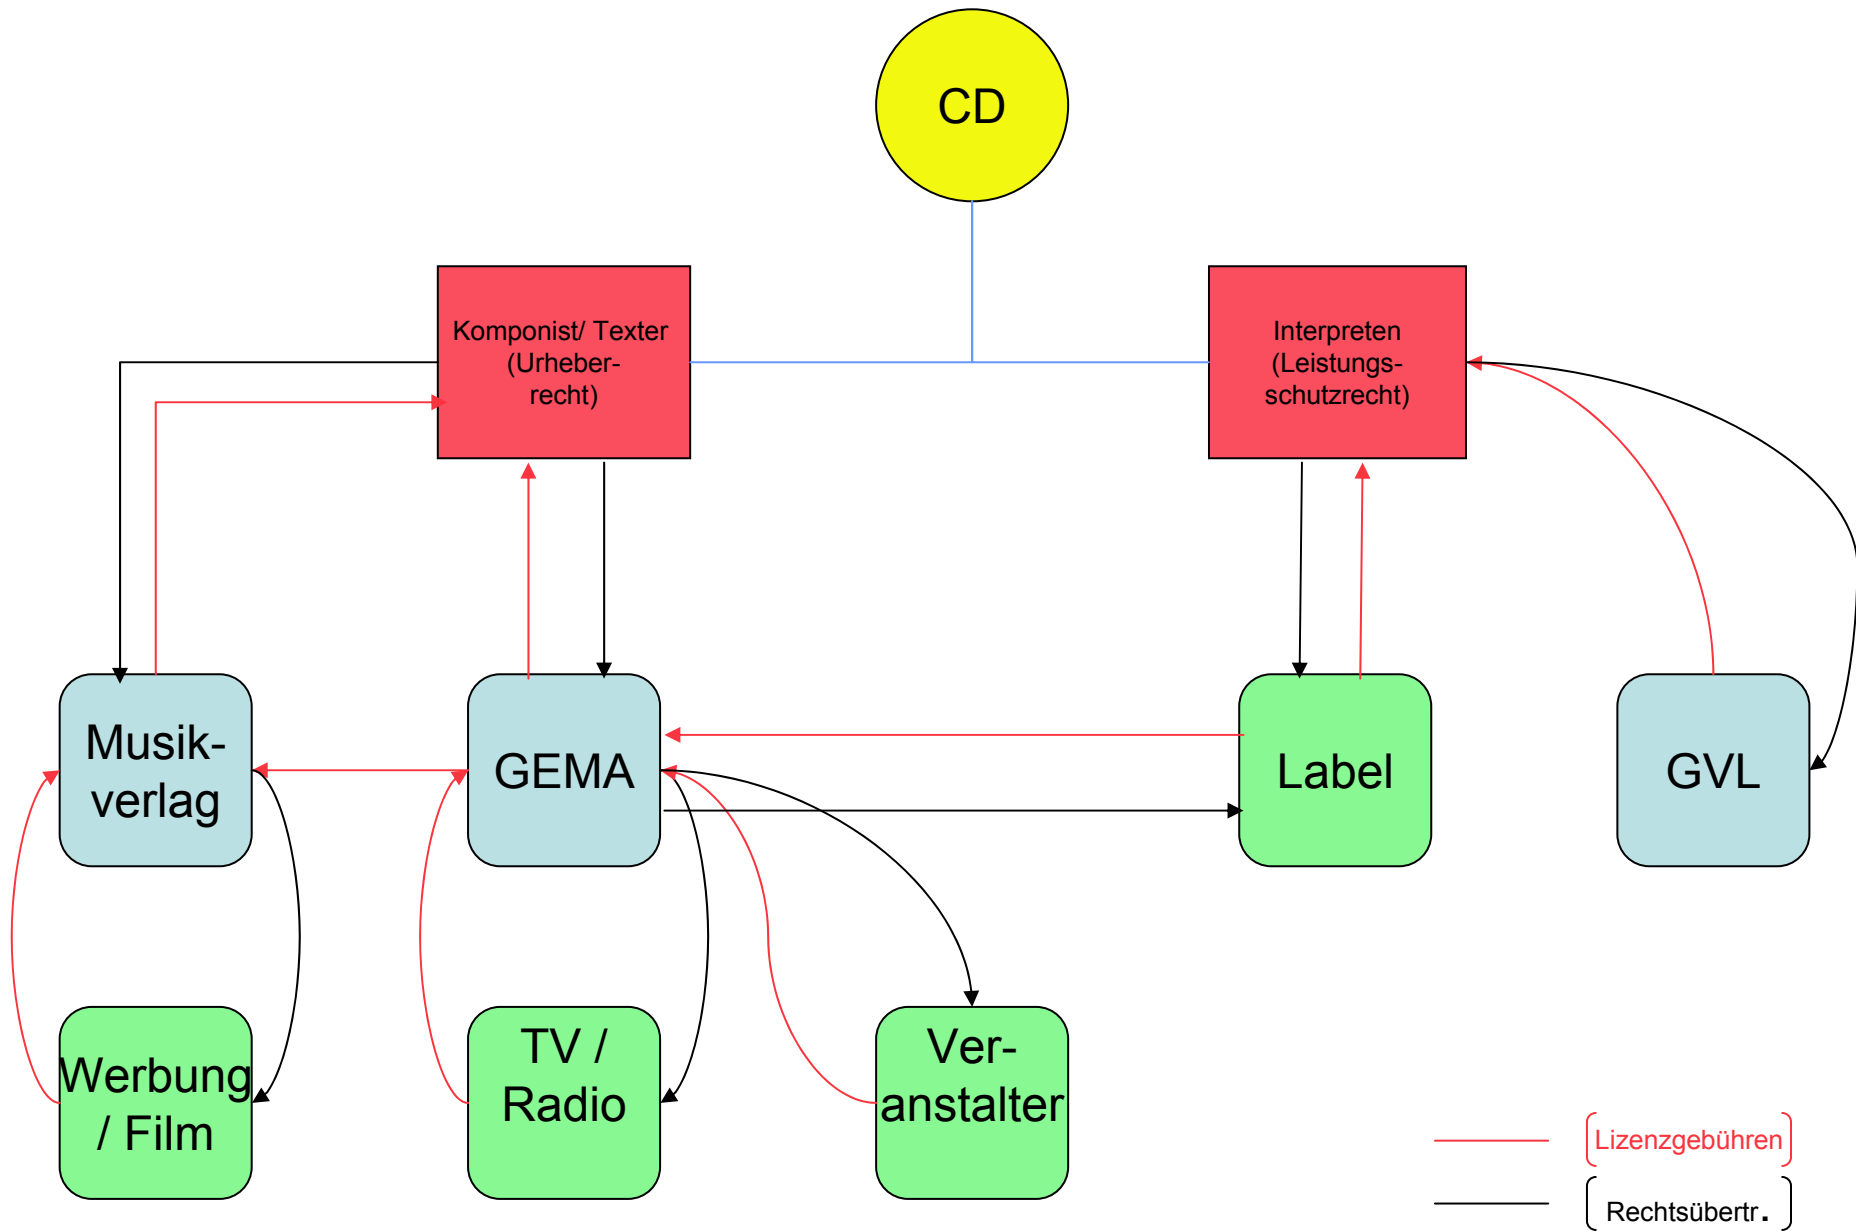 CD
Komponist/ Texter
(Urheber-
recht)
Interpreten
(Leistungs-
schutzrecht)
Musik-
verlag
GEMA
Label
GVL
Werbung
/ Film
TV /
Radio
Ver-
anstalter
Lizenzgebühren
Rechtsübertr.